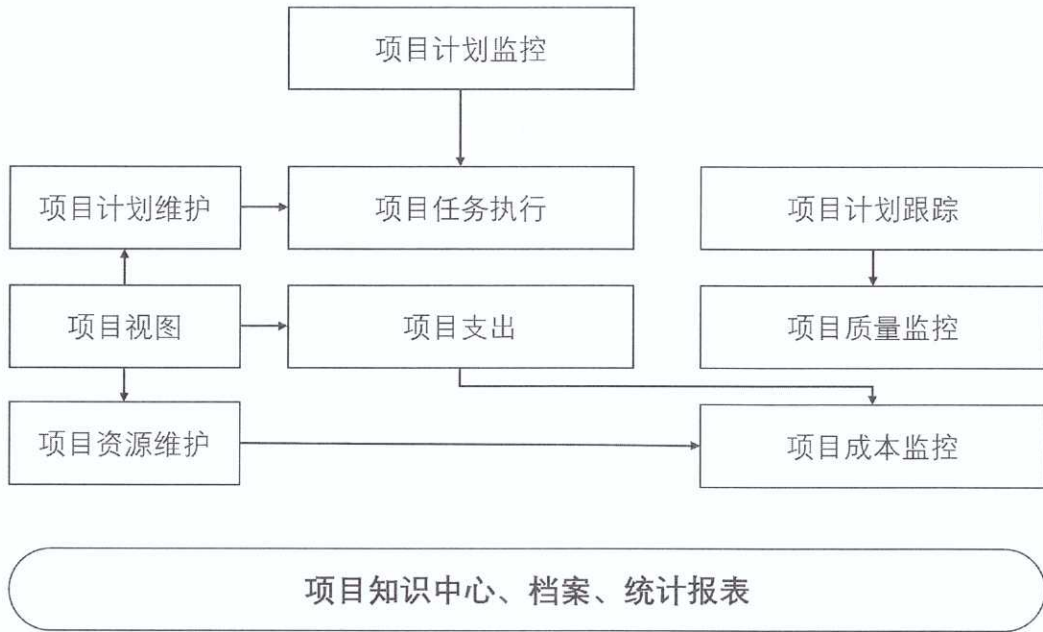 项目计划监控
项目计划维护
项目任务执行
项目计划跟踪
项目视图
项目支出
项目质量监控
项目资源维护
项目成本监控
项目知识中心、档案、统计报表